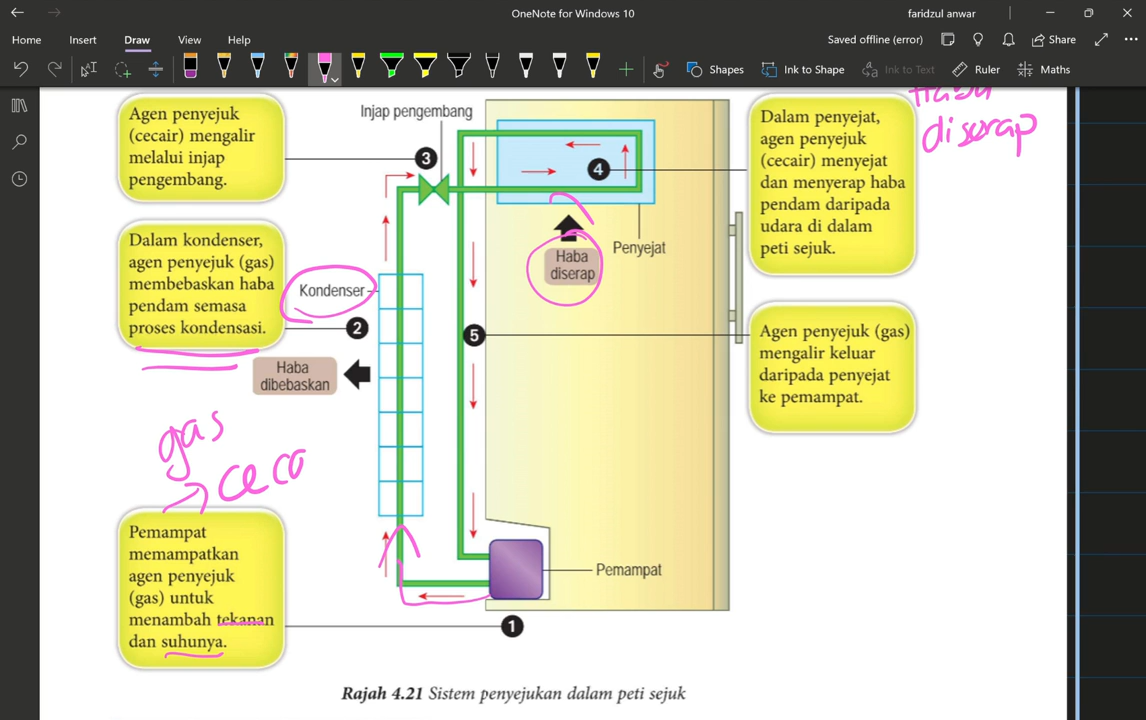 OneNote for Windows 10
faridzul anwar
Home
Insert
Draw
View
Help
Saved offline (error)
Share
Shapes
Ink to Shape
Ink to Text
Ruler
Maths
Haba
diserap
Agen penyejuk
(cecair) mengalir
melalui injap
pengembang.
Injap pengembang
3
4
Dalam penyejat,
agen penyejuk
(cecair) menyejat
dan menyerap haba
pendam daripada
udara di dalam
peti sejuk.
Dalam kondenser,
agen penyejuk (gas)
membebaskan haba
pendam semasa
proses kondensasi.
Kondenser
2
Haba
dibebaskan
Haba
diserap
Penyejat
5
Agen penyejuk (gas)
mengalir keluar
daripada penyejat
ke pemampat.
gas
Pemampat
memampatkan
agen penyejuk
(gas) untuk
menambah tekanan
dan suhunya.
Pemampat
1
Rajah 4.21 Sistem penyejukan dalam peti sejuk